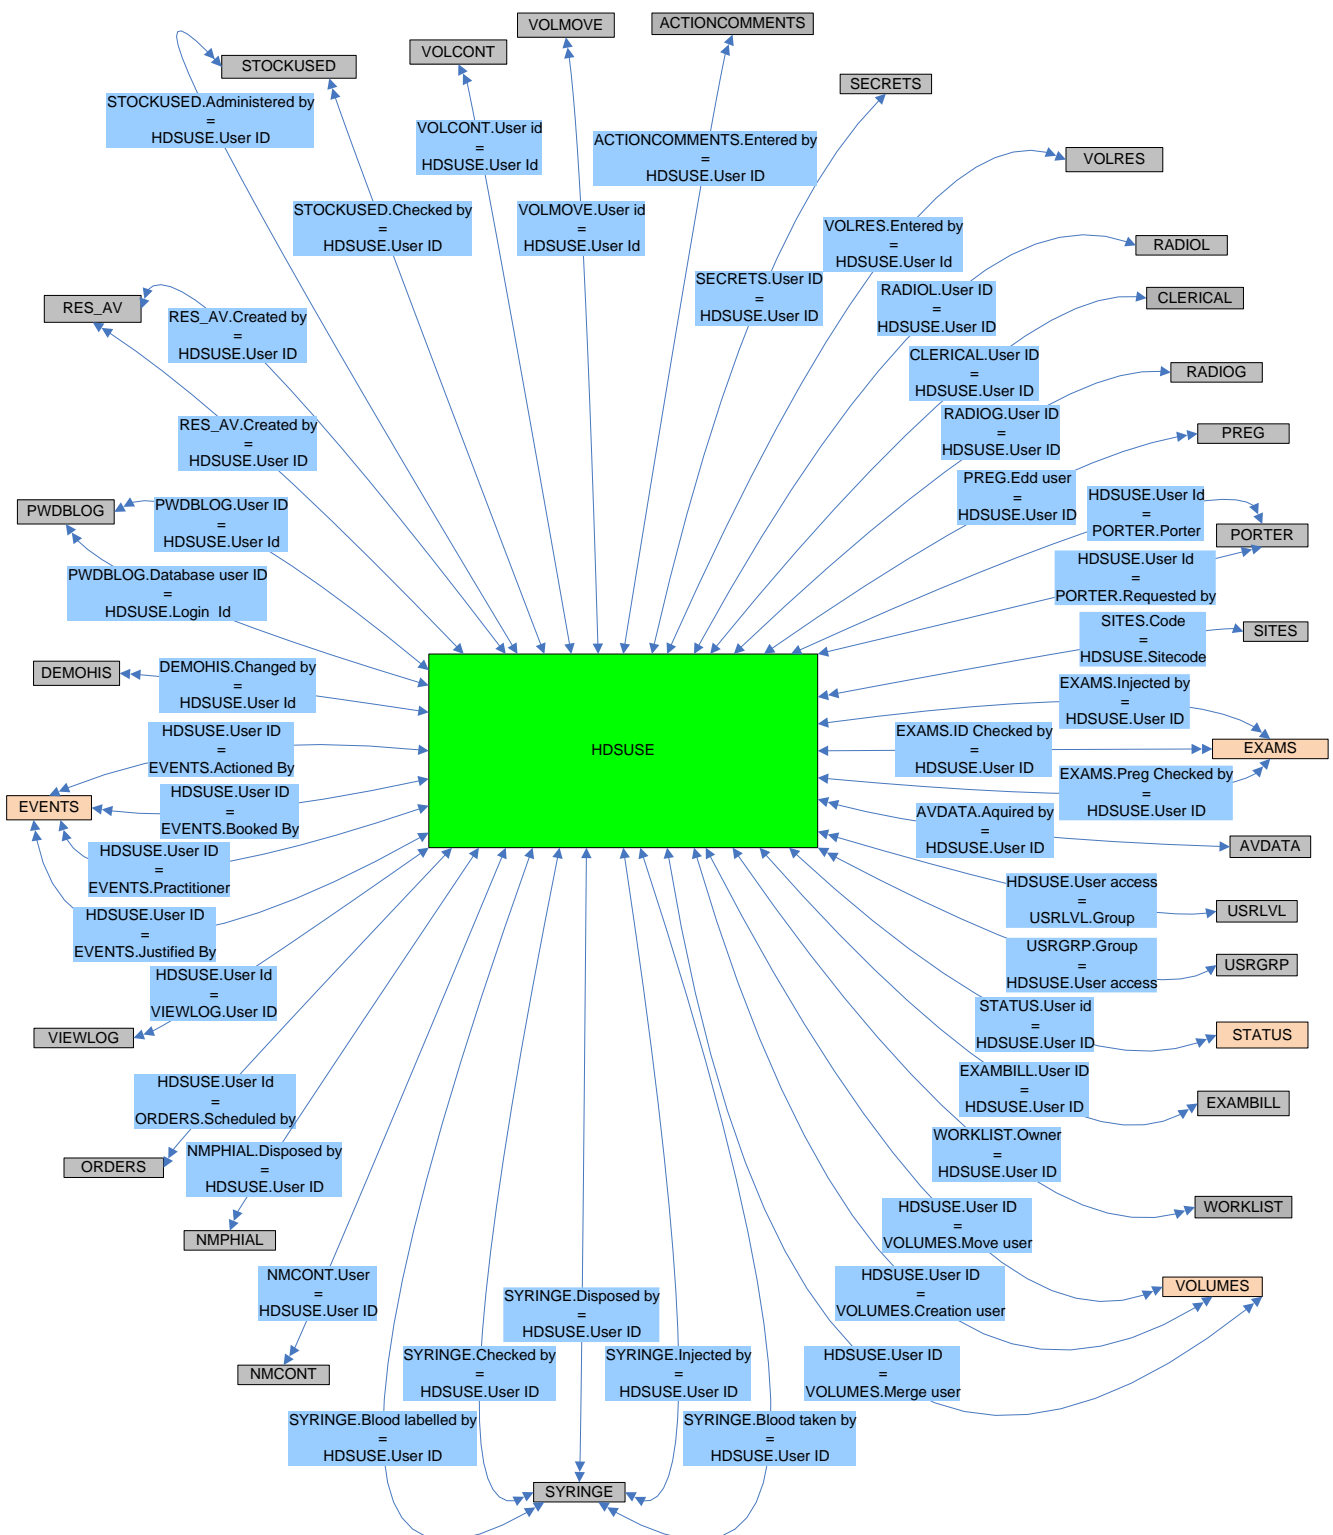 VOLMOVE
ACTIONCOMMENTS
VOLCONT
STOCKUSED
SECRETS
STOCKUSED.Administered by
=
HDSUSE.User ID
VOLCONT.User id
=
HDSUSE.User Id
ACTIONCOMMENTS.Entered by
=
HDSUSE.User ID
VOLRES
STOCKUSED.Checked by
=
HDSUSE.User ID
VOLMOVE.User id
=
HDSUSE.User Id
VOLRES.Entered by
=
HDSUSE.User Id
RADIOL
SECRETS.User ID
=
HDSUSE.User ID
RADIOL.User ID
=
HDSUSE.User ID
CLERICAL
RES_AV
RES_AV.Created by
=
HDSUSE.User ID
CLERICAL.User ID
=
HDSUSE.User ID
RADIOG
RES_AV.Created by
=
HDSUSE.User ID
RADIOG.User ID
=
HDSUSE.User ID
PREG
PREG.Edd user
=
HDSUSE.User ID
PWDBLOG
PWDBLOG.User ID
=
HDSUSE.User Id
HDSUSE.User Id
=
PORTER.Porter
PORTER
PWDBLOG.Database user ID
=
HDSUSE.Login_Id
HDSUSE.User Id
=
PORTER.Requested by
SITES.Code
=
HDSUSE.Sitecode
SITES
DEMOHIS
DEMOHIS.Changed by
=
HDSUSE.User Id
EXAMS.Injected by
=
HDSUSE.User ID
HDSUSE.User ID
=
EVENTS.Actioned By
HDSUSE
EXAMS.ID Checked by
=
HDSUSE.User ID
EXAMS
EXAMS.Preg Checked by
=
HDSUSE.User ID
EVENTS
HDSUSE.User ID
=
EVENTS.Booked By
AVDATA.Aquired by
=
HDSUSE.User ID
AVDATA
HDSUSE.User ID
=
EVENTS.Practitioner
HDSUSE.User access
=
USRLVL.Group
USRLVL
HDSUSE.User ID
=
EVENTS.Justified By
USRGRP.Group
=
HDSUSE.User access
USRGRP
HDSUSE.User Id
=
VIEWLOG.User ID
VIEWLOG
STATUS.User id
=
HDSUSE.User ID
STATUS
HDSUSE.User Id
=
ORDERS.Scheduled by
EXAMBILL.User ID
=
HDSUSE.User ID
EXAMBILL
ORDERS
NMPHIAL.Disposed by
=
HDSUSE.User ID
WORKLIST.Owner
=
HDSUSE.User ID
WORKLIST
NMPHIAL
HDSUSE.User ID
=
VOLUMES.Move user
NMCONT.User
=
HDSUSE.User ID
HDSUSE.User ID
=
VOLUMES.Creation user
VOLUMES
SYRINGE.Disposed by
=
HDSUSE.User ID
NMCONT
SYRINGE.Checked by
=
HDSUSE.User ID
SYRINGE.Injected by
=
HDSUSE.User ID
HDSUSE.User ID
=
VOLUMES.Merge user
SYRINGE.Blood labelled by
=
HDSUSE.User ID
SYRINGE.Blood taken by
=
HDSUSE.User ID
SYRINGE